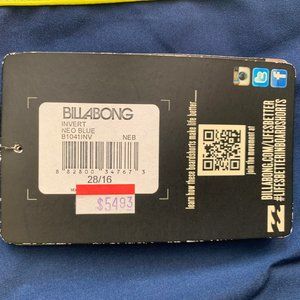 BILLABONG
INVERT
NEO BLUE
B1041INV NEB
8 82800 34767 3
28/16
$5493
learn how these boardshorts make life better....
join the movement at
BILLABONG.COM/LIFESBETTER
#LIFESBETTERINBOARDSHORTS